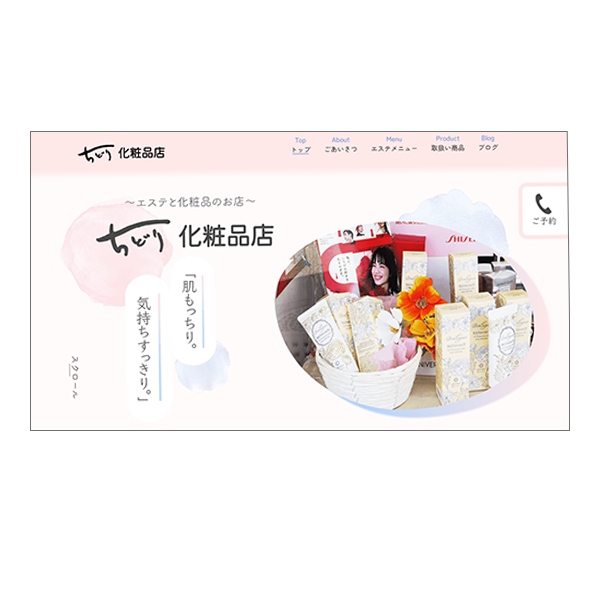 ちどり 化粧品店
Top
トップ
About
ごあいさつ
Menu
エステメニュー
Product
取扱い商品
Blog
ブログ
ご予約
～エステと化粧品のお店～
ちどり 化粧品店
「肌もっちり。
気持ちすっきり。」
スクロール
SHISE